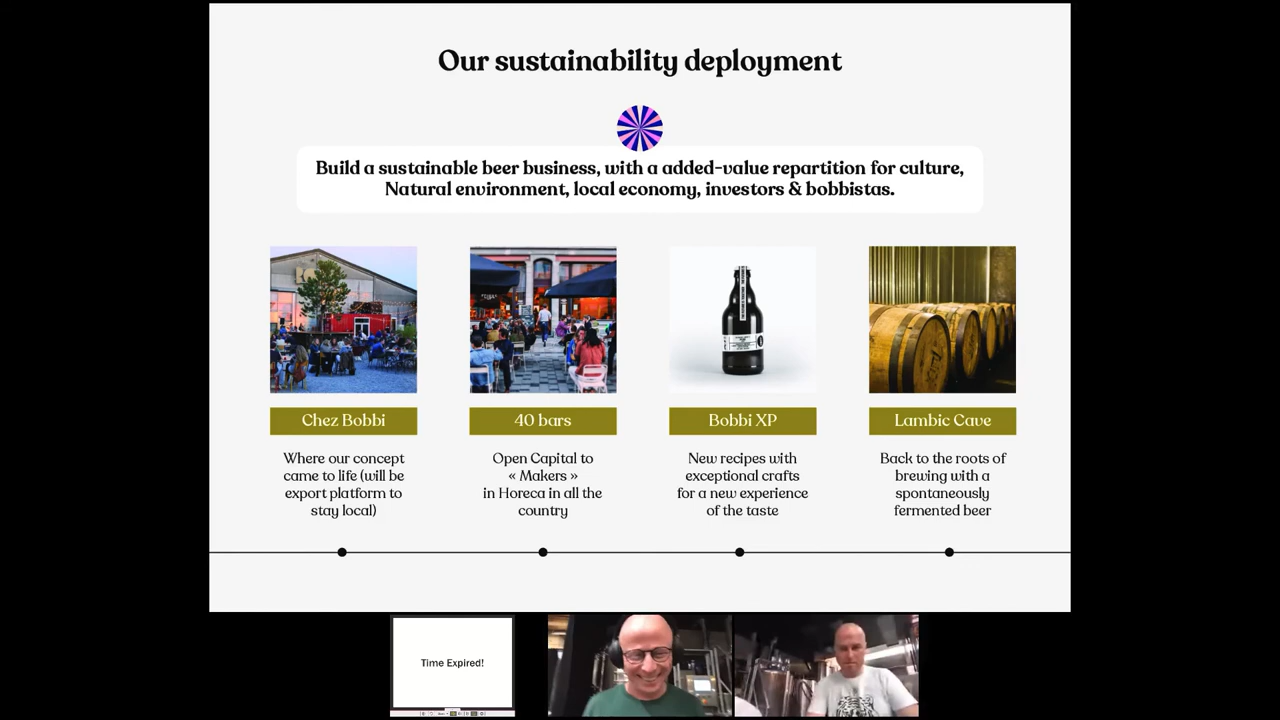 Our sustainability deployment
Build a sustainable beer business, with a added-value repartition for culture,
Natural environment, local economy, investors & bobbistas.
Chez Bobbi
40 bars
Bobbi XP
Lambic Cave
Where our concept
came to life (will be
export platform to
stay local)
Open Capital to
« Makers »
in Horeca in all the
country
New recipes with
exceptional crafts
for a new experience
of the taste
Back to the roots of
brewing with a
spontaneously
fermented beer
Time Expired!